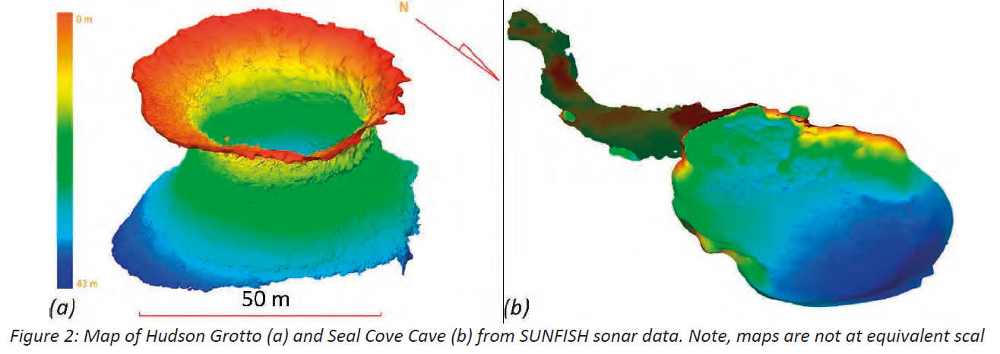 0 m
N
43 m
50 m
(a)
(b)
Figure 2: Map of Hudson Grotto (a) and Seal Cove Cave (b) from SUNFISH sonar data. Note, maps are not at equivalent scal